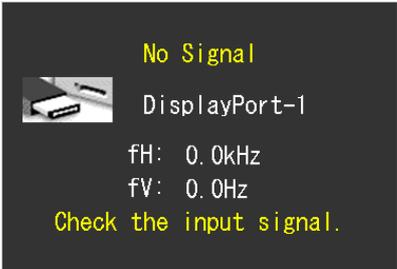 No Signal
DisplayPort-1
fH: 0.0kHz
fV: 0.0Hz
Check the input signal.